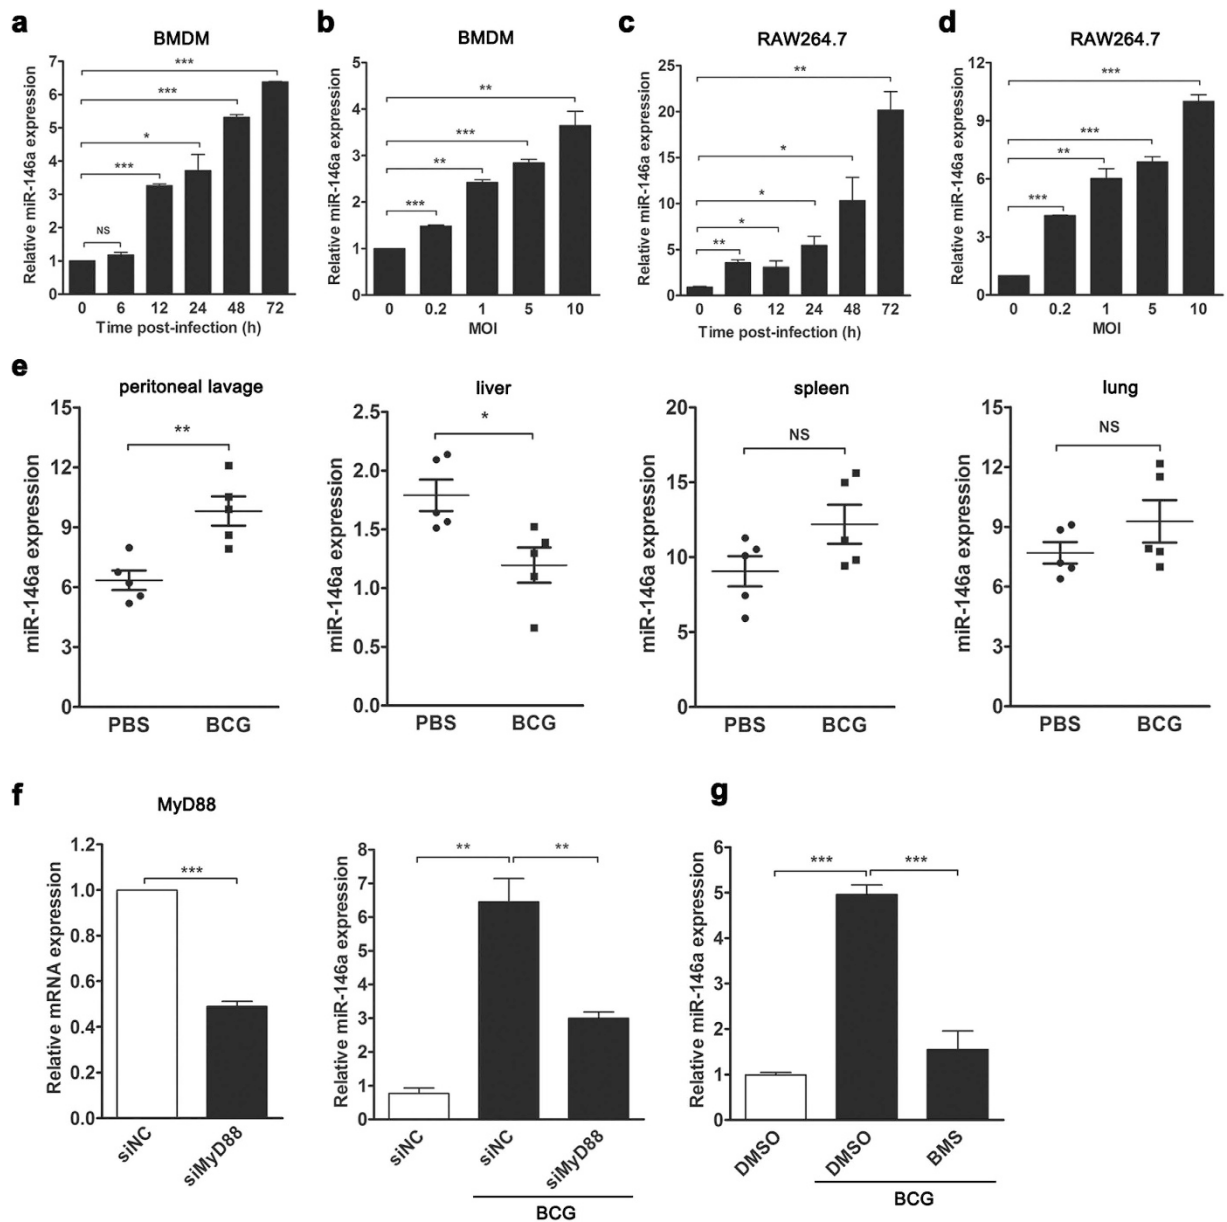 a
BMDM
Relative miR-146a expression
7
6
5
4
3
2
1
0
***
***
*
***
NS
0 6 12 24 48 72
Time post-infection (h)
b
BMDM
Relative miR-146a expression
5
4
3
2
1
0
**
***
**
***
0 0.2 1 5 10
MOI
c
RAW264.7
Relative miR-146a expression
25
20
15
10
5
0
**
*
*
*
**
0 6 12 24 48 72
Time post-infection (h)
d
RAW264.7
Relative miR-146a expression
12
9
6
3
0
***
***
**
***
0 0.2 1 5 10
MOI
e
peritoneal lavage
miR-146a expression
15
12
9
6
3
0
**
PBS BCG
liver
miR-146a expression
2.5
2.0
1.5
1.0
0.5
0.0
*
PBS BCG
spleen
miR-146a expression
20
15
10
5
0
NS
PBS BCG
lung
miR-146a expression
15
12
9
6
3
0
NS
PBS BCG
f
MyD88
Relative mRNA expression
1.2
1.0
0.8
0.6
0.4
0.2
0.0
***
siNC siMyD88
Relative miR-146a expression
8
7
6
5
4
3
2
1
0
** **
siNC siNC siMyD88
BCG
g
Relative miR-146a expression
6
5
4
3
2
1
0
*** ***
DMSO DMSO BMS
BCG